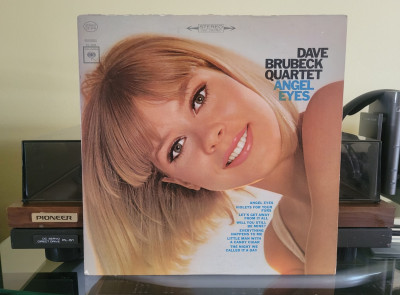 STEREO
DAVE
BRUBECK
QUARTET
ANGEL
EYES
ANGEL EYES
VIOLETS FOR YOUR
FURS
LET'S GET AWAY
FROM IT ALL
WILL YOU STILL
BE MINE?
EVERYTHING
HAPPENS TO ME
LITTLE MAN WITH
A CANDY CIGAR
THE NIGHT WE
CALLED IT A DAY
PIONEER